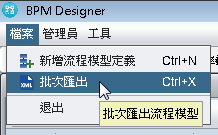 BPM Designer
檔案 管理員 工具
新增流程模型定義 Ctrl+N
XML 批次匯出 Ctrl+X
退出
批次匯出流程模型